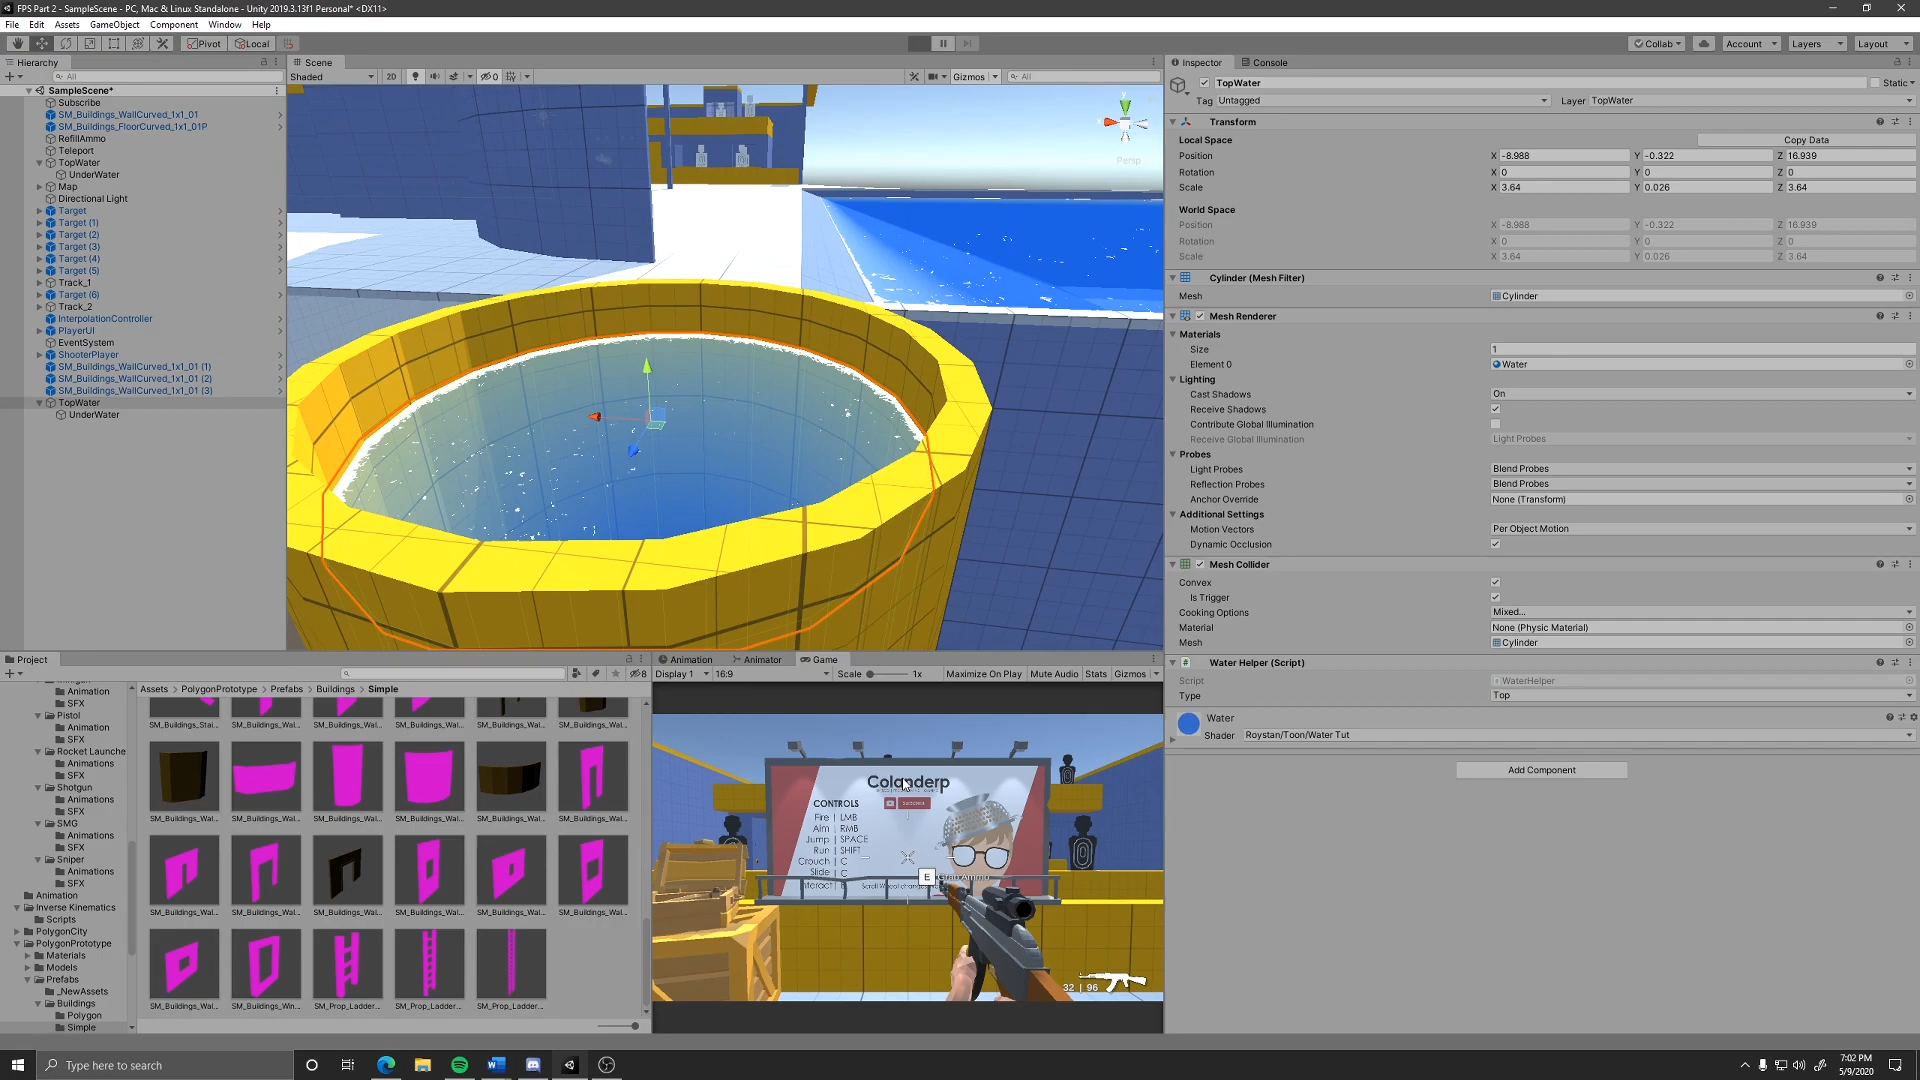 FPS Part 2 - SampleScene - PC, Mac & Linux Standalone - Unity 2019.3.13f1 Personal* <DX11>
File Edit Assets GameObject Component Window Help
Pivot Local Collab Account Layers Layout
Hierarchy
All
SampleScene*
Subscribe
SM_Buildings_WallCurved_1x1_01
SM_Buildings_FloorCurved_1x1_01P
RefillAmmo
Teleport
TopWater
UnderWater
Map
Directional Light
Target
Target (1)
Target (2)
Target (3)
Target (4)
Target (5)
Track_1
Target (6)
Track_2
InterpolationController
PlayerUI
EventSystem
ShooterPlayer
SM_Buildings_WallCurved_1x1_01 (1)
SM_Buildings_WallCurved_1x1_01 (2)
SM_Buildings_WallCurved_1x1_01 (3)
TopWater
UnderWater
Scene
Shaded 2D 0 Gizmos All
y
Persp
Inspector Console
TopWater Static
Tag Untagged Layer TopWater
Transform
Local Space Copy Data
Position X -8.988 Y -0.322 Z 16.939
Rotation X 0 Y 0 Z 0
Scale X 3.64 Y 0.026 Z 3.64
World Space
Position X -8.988 Y -0.322 Z 16.939
Rotation X 0 Y 0 Z 0
Scale X 3.64 Y 0.026 Z 3.64
Cylinder (Mesh Filter)
Mesh Cylinder
Mesh Renderer
Materials
Size 1
Element 0 Water
Lighting
Cast Shadows On
Receive Shadows
Contribute Global Illumination
Receive Global Illumination Light Probes
Probes
Light Probes Blend Probes
Reflection Probes Blend Probes
Anchor Override None (Transform)
Additional Settings
Motion Vectors Per Object Motion
Dynamic Occlusion
Mesh Collider
Convex
Is Trigger
Cooking Options Mixed...
Material None (Physic Material)
Mesh Cylinder
Water Helper (Script)
Script WaterHelper
Type Top
Water
Shader Roystan/Toon/Water Tut
Add Component
Project
8
Animation
SFX
Pistol
Animation
SFX
Rocket Launche
Animations
SFX
Shotgun
Animations
SFX
SMG
Animations
SFX
Sniper
Animations
SFX
Animation
Inverse Kinematics
Scripts
PolygonCity
PolygonPrototype
Materials
Models
Prefabs
_NewAssets
Buildings
Polygon
Simple
Assets > PolygonPrototype > Prefabs > Buildings > Simple
SM_Buildings_Stai... SM_Buildings_Wal... SM_Buildings_Wal... SM_Buildings_Wal... SM_Buildings_Wal... SM_Buildings_Wal...
SM_Buildings_Wal... SM_Buildings_Wal... SM_Buildings_Wal... SM_Buildings_Wal... SM_Buildings_Wal... SM_Buildings_Wal...
SM_Buildings_Wal... SM_Buildings_Wal... SM_Buildings_Wal... SM_Buildings_Wal... SM_Buildings_Wal... SM_Buildings_Wal...
SM_Buildings_Wal... SM_Buildings_Win... SM_Prop_Ladder... SM_Prop_Ladder... SM_Prop_Ladder...
Animation Animator Game
Display 1 16:9 Scale 1x Maximize On Play Mute Audio Stats Gizmos
Colanderp
CONTROLS
Fire | LMB
Aim | RMB
Jump | SPACE
Run | SHIFT
Crouch | C
Slide | C
Interact | E
E Grab Ammo
32 | 96
Type here to search
7:02 PM
5/9/2020